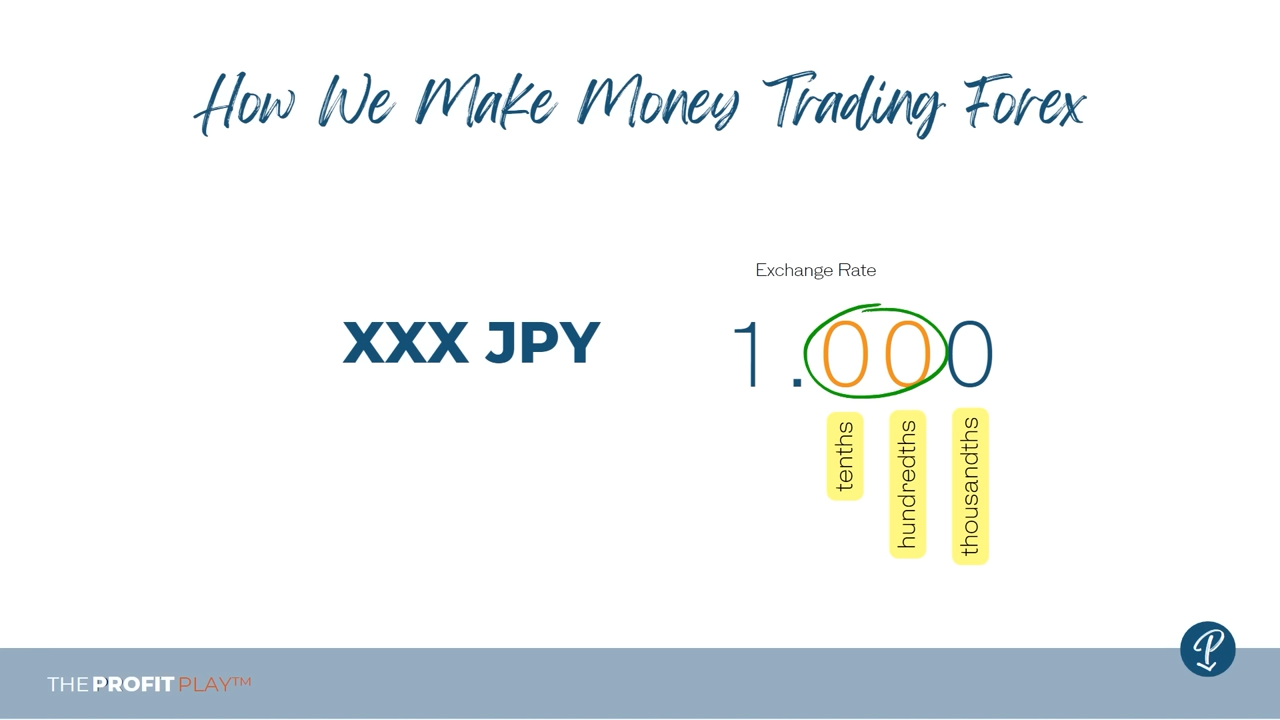 How We Make Money Trading Forex
Exchange Rate
XXX JPY
1.000
tenths
hundredths
thousandths
P
THE PROFIT PLAY™